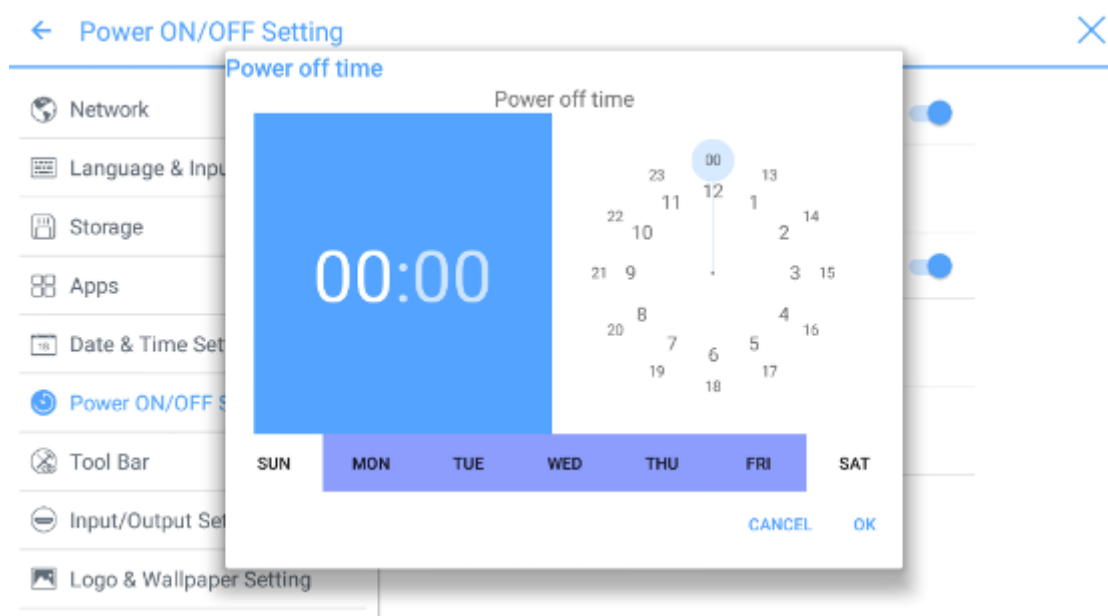 Power ON/OFF Setting
Power off time
Power off time
Network
Language & Inpu
Storage
Apps
Date & Time Set
18
Power ON/OFF S
Tool Bar
Input/Output Set
Logo & Wallpaper Setting
00:00
00
23
13
12
11
1
22
14
10
2
21
9
3
15
8
4
20
16
7
5
6
19
17
18
SUN MON TUE WED THU FRI SAT
CANCEL OK